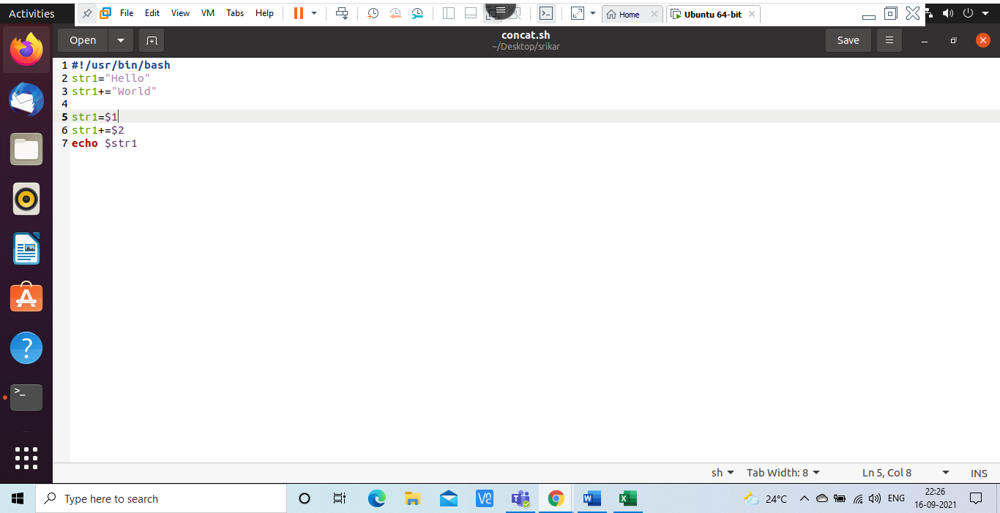 Activities
File Edit View VM Tabs Help
Home
Ubuntu 64-bit
Open
concat.sh
~/Desktop/srikar
Save
1 #!/usr/bin/bash
2 str1="Hello"
3 str1+="World"
4
5 str1=$1
6 str1+=$2
7 echo $str1
sh Tab Width: 8 Ln 5, Col 8 INS
Type here to search
24°C ENG
22:26
16-09-2021